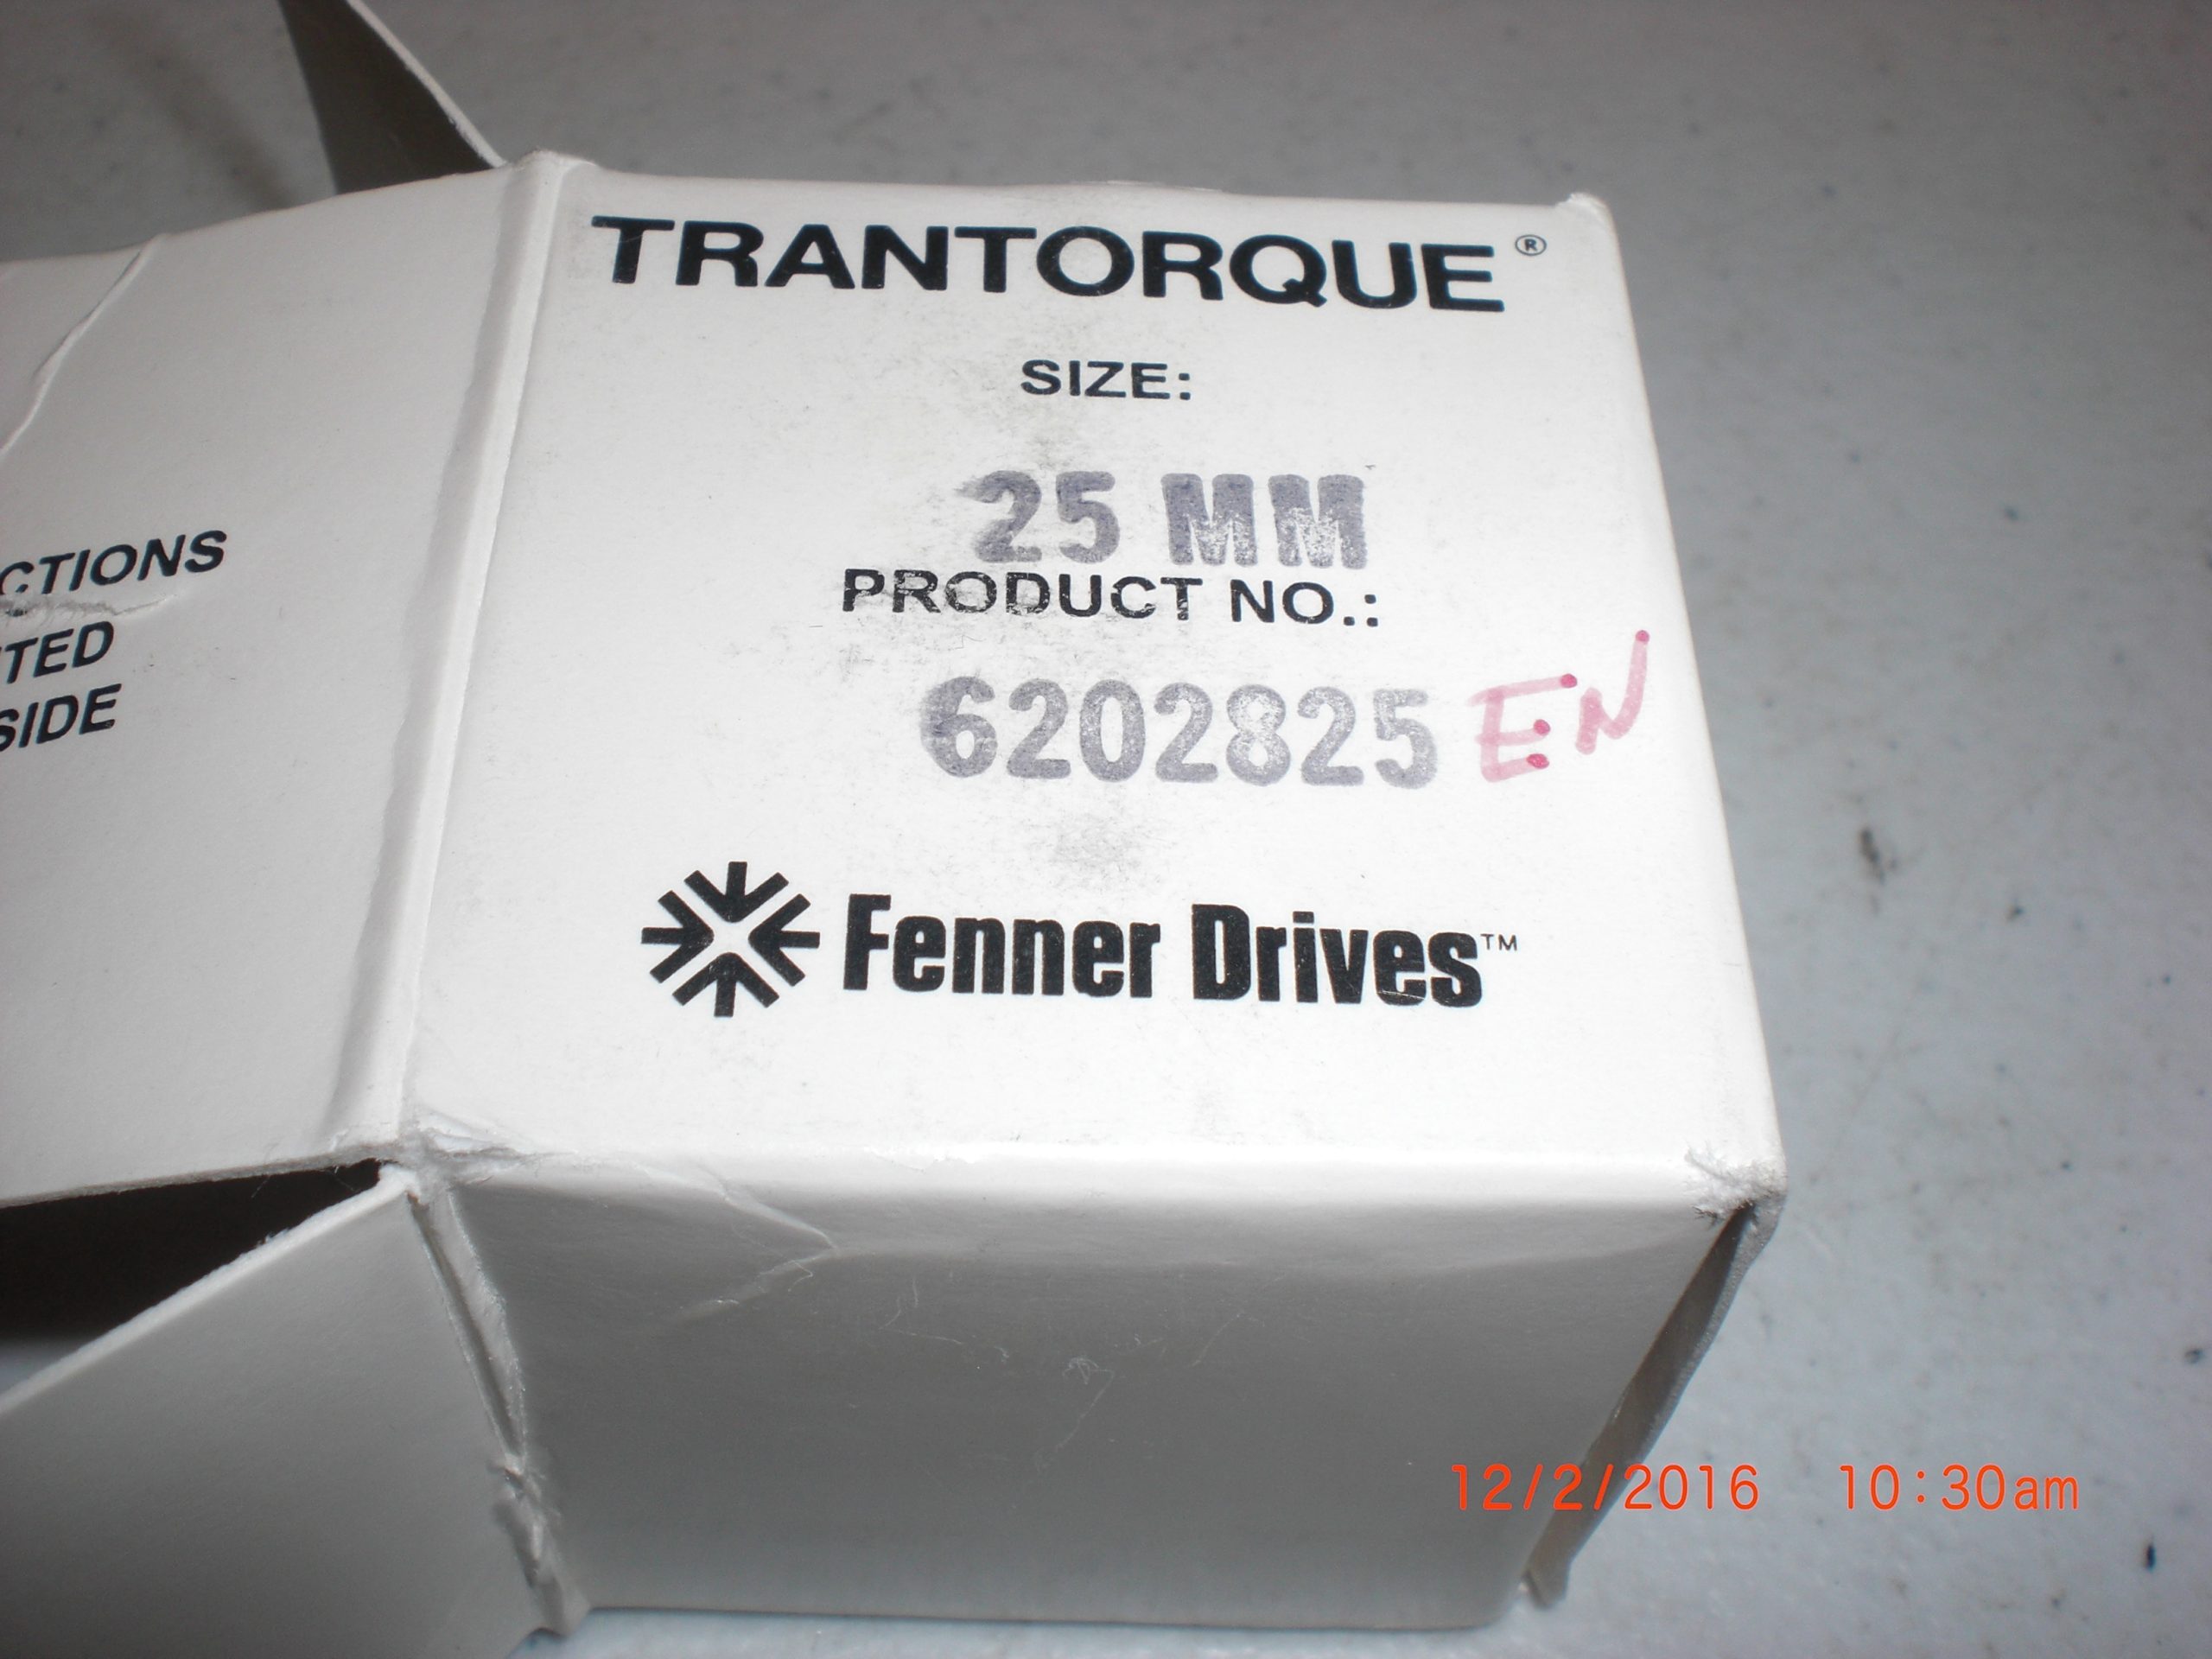 TRANTORQUE®
SIZE:
25 MM
PRODUCT NO.:
6202825 EN
Fenner Drives™
CTIONS
TED
SIDE
12/2/2016 10:30am